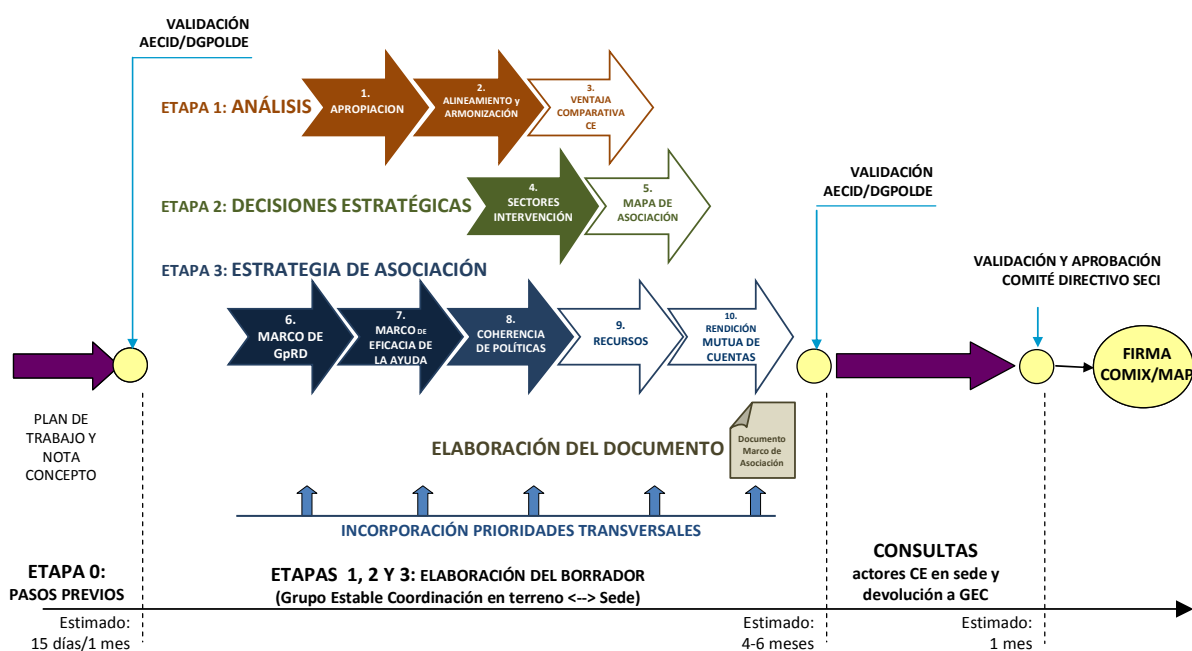 VALIDACIÓN
AECID/DGPOLDE
ETAPA 1: ANÁLISIS
1.
APROPIACION
2.
ALINEAMIENTO y
ARMONIZACIÓN
3.
VENTAJA
COMPARATIVA
CE
ETAPA 2: DECISIONES ESTRATÉGICAS
4.
SECTORES
INTERVENCIÓN
5.
MAPA DE
ASOCIACIÓN
VALIDACIÓN
AECID/DGPOLDE
ETAPA 3: ESTRATEGIA DE ASOCIACIÓN
6.
MARCO DE
GpRD
7.
MARCO DE
EFICACIA DE
LA AYUDA
8.
COHERENCIA
DE POLÍTICAS
9.
RECURSOS
10.
RENDICIÓN
MUTUA DE
CUENTAS
VALIDACIÓN Y APROBACIÓN
COMITÉ DIRECTIVO SECI
FIRMA
COMIX/MAP
PLAN DE
TRABAJO Y
NOTA
CONCEPTO
ELABORACIÓN DEL DOCUMENTO
Documento
Marco de
Asociación
INCORPORACIÓN PRIORIDADES TRANSVERSALES
ETAPA 0:
PASOS PREVIOS
ETAPAS 1, 2 Y 3: ELABORACIÓN DEL BORRADOR
(Grupo Estable Coordinación en terreno <--> Sede)
CONSULTAS
actores CE en sede y
devolución a GEC
Estimado:
15 días/1 mes
Estimado:
4-6 meses
Estimado:
1 mes